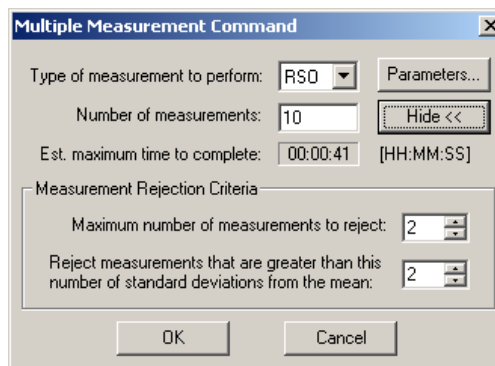 Multiple Measurement Command
Type of measurement to perform: RSO Parameters...
Number of measurements: 10 Hide <<
Est. maximum time to complete: 00:00:41 [HH:MM:SS]
Measurement Rejection Criteria
Maximum number of measurements to reject: 2
Reject measurements that are greater than this
number of standard deviations from the mean: 2
OK Cancel